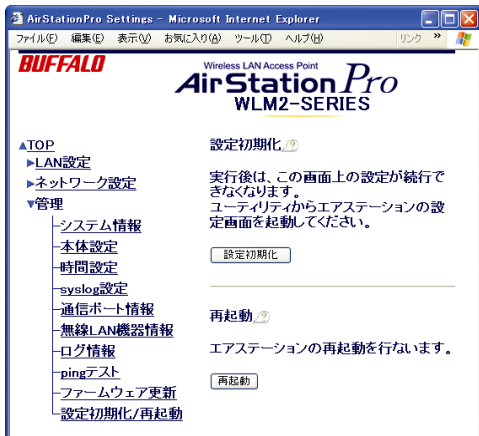 AirStationPro Settings - Microsoft Internet Explorer
ファイル(F) 編集(E) 表示(V) お気に入り(A) ツール(T) ヘルプ(H) リンク »
BUFFALO
Wireless LAN Access Point
AirStation Pro
WLM2-SERIES
▲TOP
▶LAN設定
▶ネットワーク設定
▼管理
システム情報
本体設定
時間設定
syslog設定
通信ポート情報
無線LAN機器情報
ログ情報
pingテスト
ファームウェア更新
設定初期化/再起動
設定初期化 ?
実行後は、この画面上の設定が続行で
きなくなります。
ユーティリティからエアステーションの設
定画面を起動してください。
設定初期化
再起動 ?
エアステーションの再起動を行ないます。
再起動